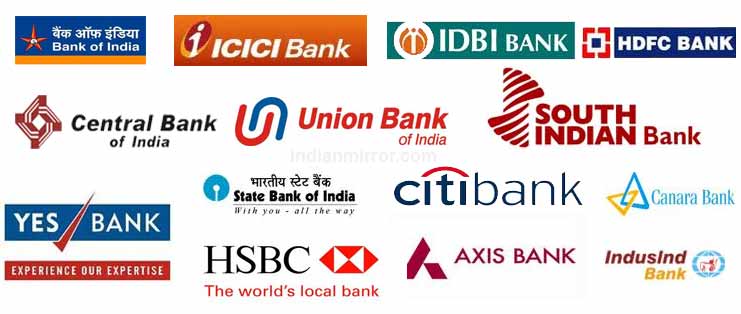 बैंक ऑफ़ इंडिया
Bank of India
ICICI Bank
IDBI BANK
HDFC BANK
Central Bank
of India
Union Bank
of India
SOUTH
INDIAN Bank
indianmirror.com
भारतीय स्टेट बैंक
State Bank of India
With you - all the way
citibank
Canara Bank
YES BANK
EXPERIENCE OUR EXPERTISE
HSBC
The world's local bank
AXIS BANK
IndusInd
Bank